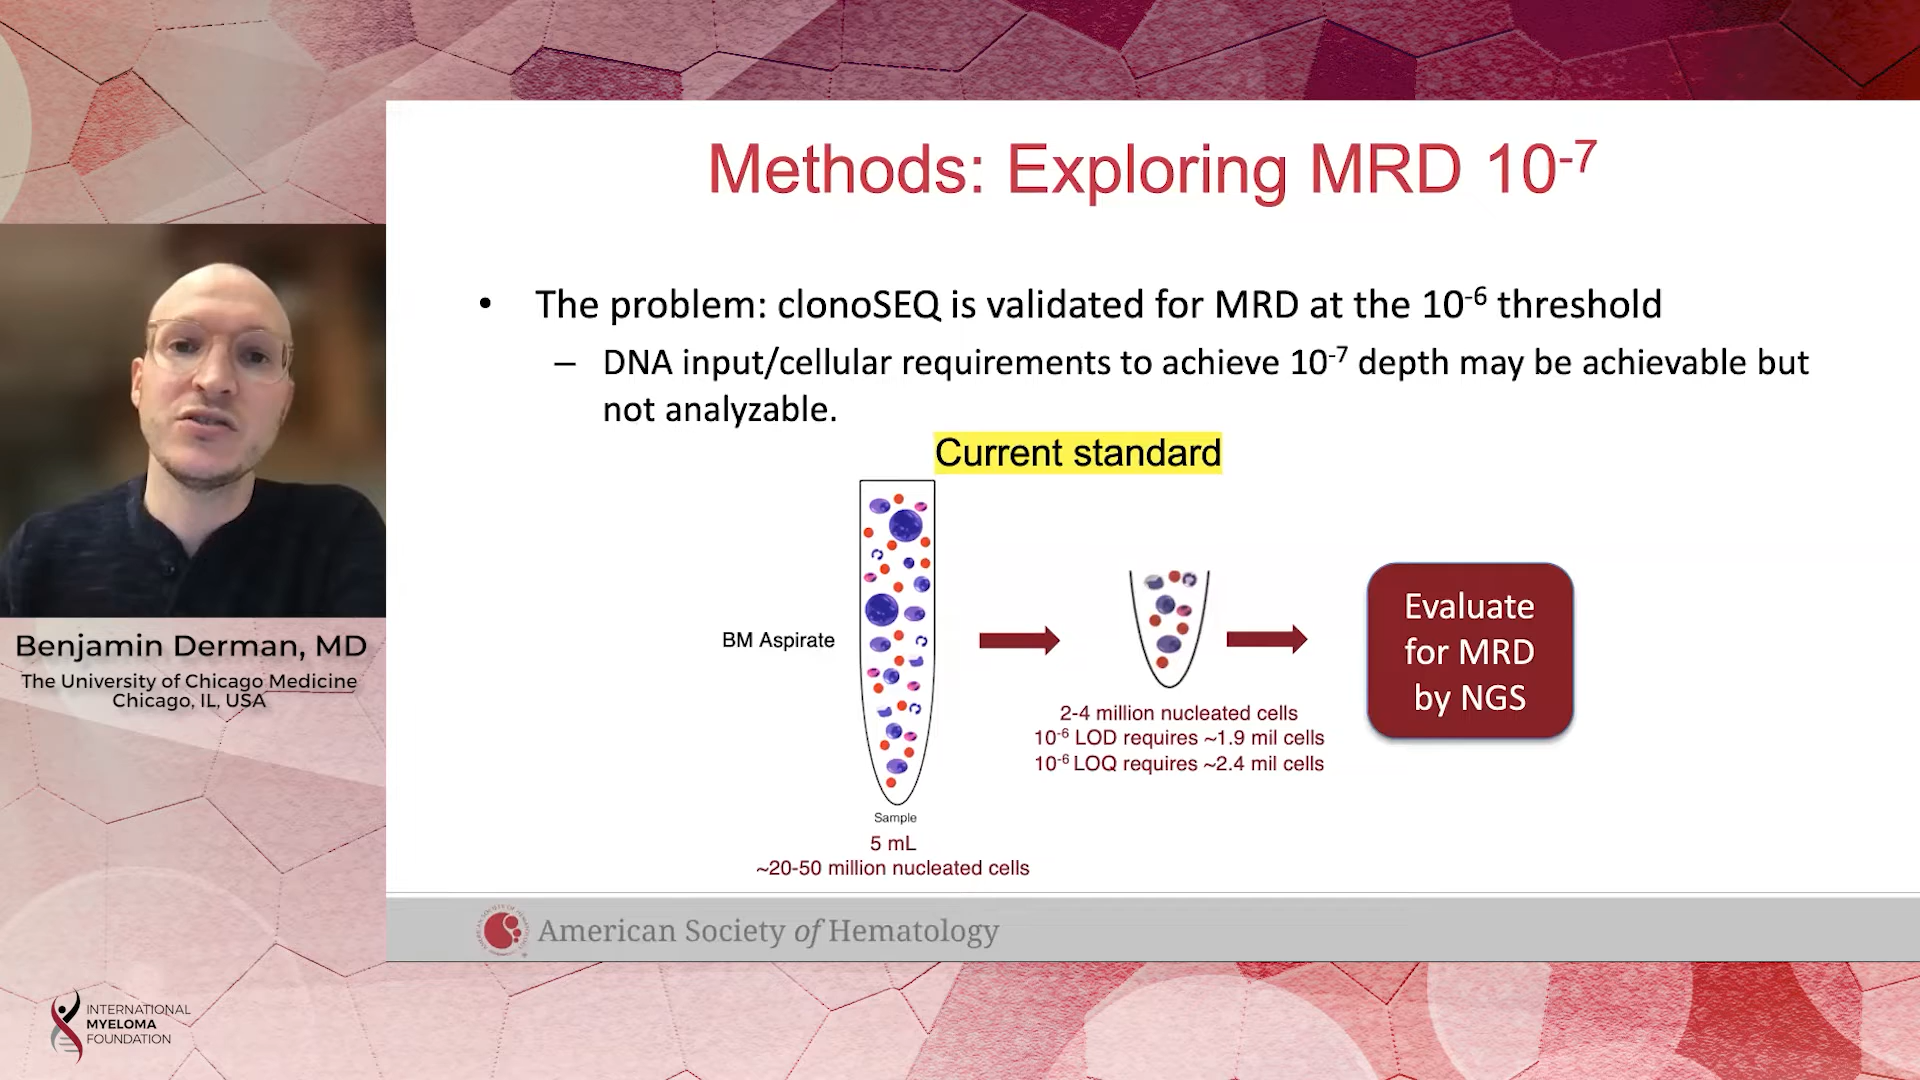 Methods: Exploring MRD 10⁻⁷
• The problem: clonoSEQ is validated for MRD at the 10⁻⁶ threshold
– DNA input/cellular requirements to achieve 10⁻⁷ depth may be achievable but
not analyzable.
Current standard
BM Aspirate
Sample
5 mL
~20-50 million nucleated cells
2-4 million nucleated cells
10⁻⁶ LOD requires ~1.9 mil cells
10⁻⁶ LOQ requires ~2.4 mil cells
Evaluate
for MRD
by NGS
American Society of Hematology
Benjamin Derman, MD
The University of Chicago Medicine
Chicago, IL, USA
INTERNATIONAL
MYELOMA
FOUNDATION